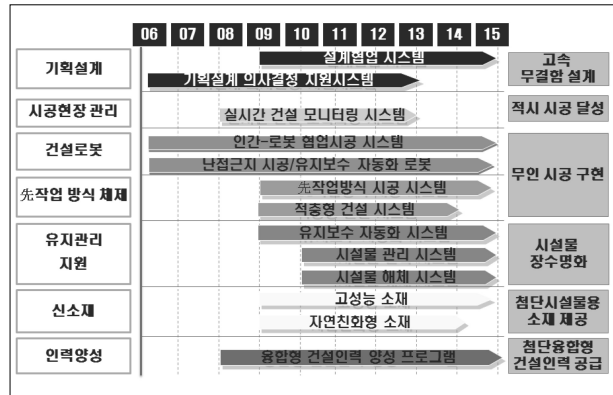 06 07 08 09 10 11 12 13 14 15
기획설계
설계협업 시스템
기획설계 의사결정 지원시스템
고속
무결함 설계
시공현장 관리
실시간 건설 모니터링 시스템
적시 시공 달성
건설로봇
인간-로봇 협업시공 시스템
난접근지 시공/유지보수 자동화 로봇
무인 시공 구현
先작업 방식 체제
先작업방식 시공 시스템
적층형 건설 시스템
유지관리
지원
유지보수 자동화 시스템
시설물 관리 시스템
시설물 해체 시스템
시설물
장수명화
신소재
고성능 소재
자연친화형 소재
첨단시설물용
소재 제공
인력양성
융합형 건설인력 양성 프로그램
첨단융합형
건설인력 공급